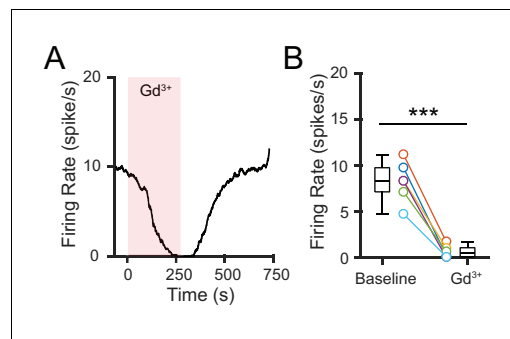 A
Firing Rate (spike/s)
20
10
0
Gd³⁺
0
250
500
750
Time (s)
B
Firing Rate (spikes/s)
20
15
10
5
0
***
Baseline
Gd³⁺